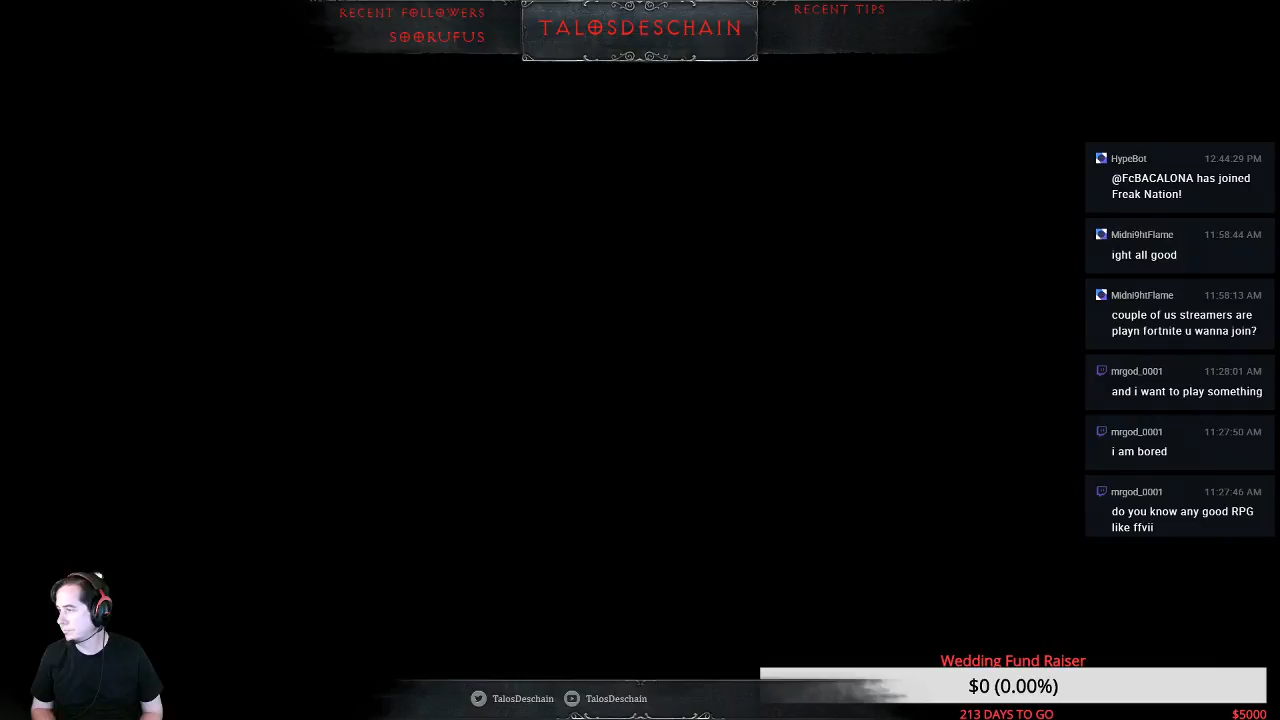 RECENT FOLLOWERS
SOORUFUS
TALOSDESCHAIN
RECENT TIPS
HypeBot 12:44:29 PM
@FcBACALONA has joined
Freak Nation!
Midni9htFlame 11:58:44 AM
ight all good
Midni9htFlame 11:58:13 AM
couple of us streamers are
playn fortnite u wanna join?
mrgod_0001 11:28:01 AM
and i want to play something
mrgod_0001 11:27:50 AM
i am bored
mrgod_0001 11:27:46 AM
do you know any good RPG
like ffvii
Wedding Fund Raiser
$0 (0.00%)
213 DAYS TO GO $5000
TalosDeschain TalosDeschain